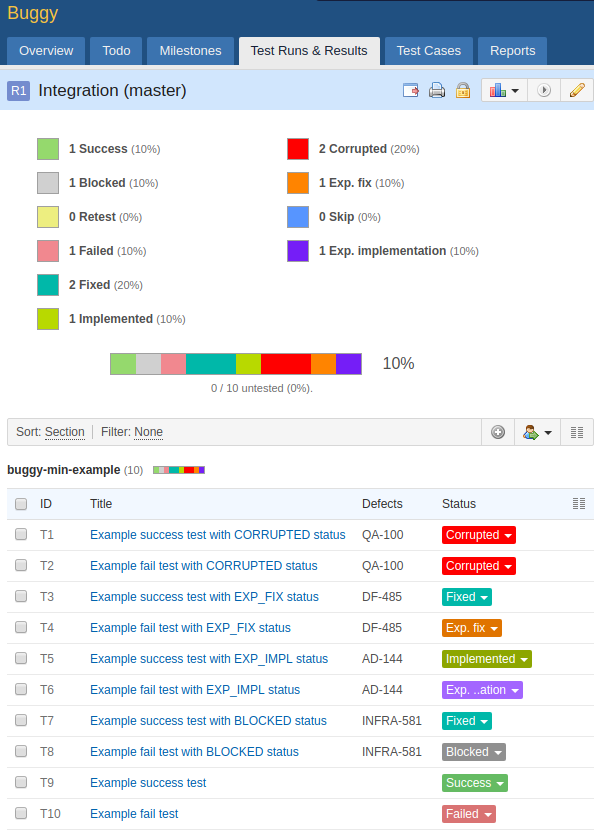 Buggy
Overview Todo Milestones Test Runs & Results Test Cases Reports
R1 Integration (master)
1 Success (10%) 2 Corrupted (20%)
1 Blocked (10%) 1 Exp. fix (10%)
0 Retest (0%) 0 Skip (0%)
1 Failed (10%) 1 Exp. implementation (10%)
2 Fixed (20%)
1 Implemented (10%)
10%
0 / 10 untested (0%).
Sort: Section Filter: None
buggy-min-example (10)
ID Title Defects Status
T1 Example success test with CORRUPTED status QA-100 Corrupted
T2 Example fail test with CORRUPTED status QA-100 Corrupted
T3 Example success test with EXP_FIX status DF-485 Fixed
T4 Example fail test with EXP_FIX status DF-485 Exp. fix
T5 Example success test with EXP_IMPL status AD-144 Implemented
T6 Example fail test with EXP_IMPL status AD-144 Exp. ..ation
T7 Example success test with BLOCKED status INFRA-581 Fixed
T8 Example fail test with BLOCKED status INFRA-581 Blocked
T9 Example success test Success
T10 Example fail test Failed